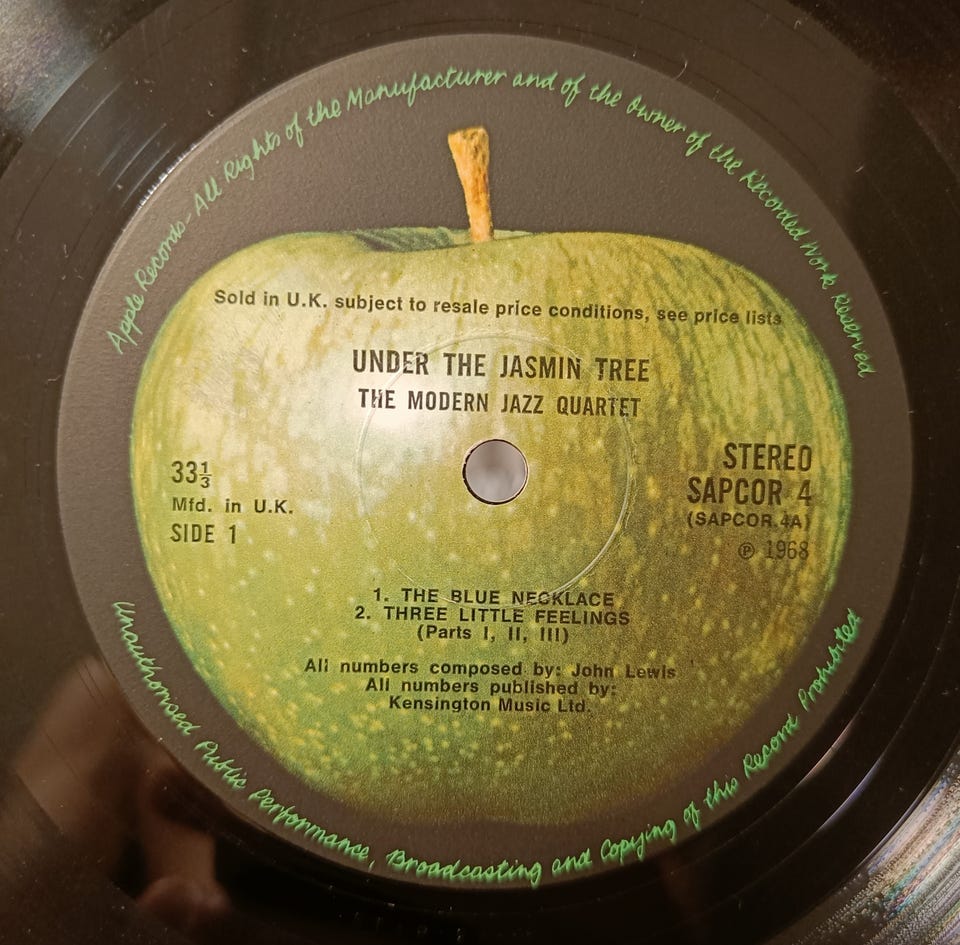 Apple Records - All Rights of the Manufacturer and of the Owner of the Recorded Work Reserved
Sold in U.K. subject to resale price conditions, see price lists
UNDER THE JASMIN TREE
THE MODERN JAZZ QUARTET
33⅓
Mfd. in U.K.
SIDE 1
STEREO
SAPCOR 4
(SAPCOR.4A)
℗ 1968
1. THE BLUE NECKLACE
2. THREE LITTLE FEELINGS
(Parts I, II, III)
All numbers composed by: John Lewis
All numbers published by:
Kensington Music Ltd.
Unauthorised Public Performance, Broadcasting and Copying of this Record Prohibited